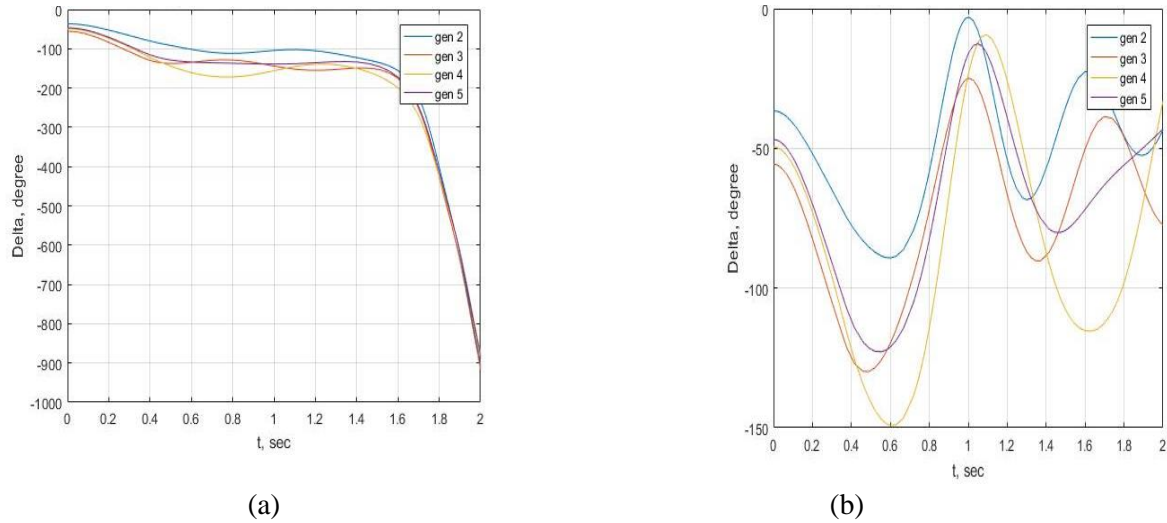 0
-100
-200
-300
-400
-500
-600
-700
-800
-900
-1000
Delta, degree
0 0.2 0.4 0.6 0.8 1 1.2 1.4 1.6 1.8 2
t, sec
gen 2
gen 3
gen 4
gen 5
(a)
0
-50
-100
-150
Delta, degree
0 0.2 0.4 0.6 0.8 1 1.2 1.4 1.6 1.8 2
t, sec
gen 2
gen 3
gen 4
gen 5
(b)